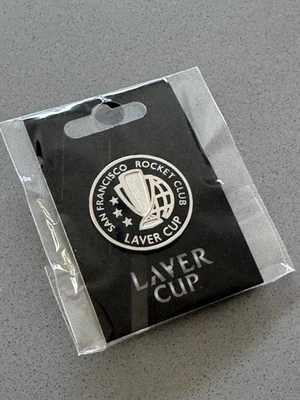 SAN FRANCISCO ROCKET CLUB
LAVER CUP
LAVER
CUP